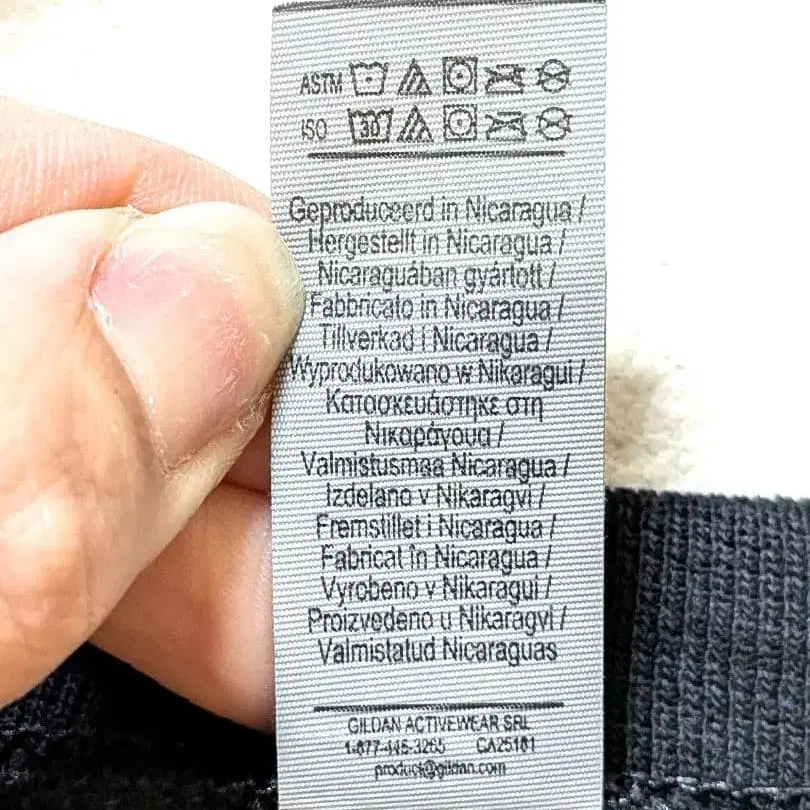 ASTM
ISO 30
Geproduceerd in Nicaragua /
Hergestellt in Nicaragua /
Nicaraguában gyártott /
Fabbricato in Nicaragua /
Tillverkad i Nicaragua /
Wyprodukowano w Nikaragui /
Κατασκευάστηκε στη
Νικαράγουα /
Valmistusmaa Nicaragua /
Izdelano v Nikaragvi /
Fremstillet i Nicaragua /
Fabricat în Nicaragua /
Vyrobeno v Nikaragui /
Proizvedeno u Nikaragvi /
Valmistatud Nicaraguas
GILDAN ACTIVEWEAR SRL
1-877-445-3265 CA25181
product@gildan.com